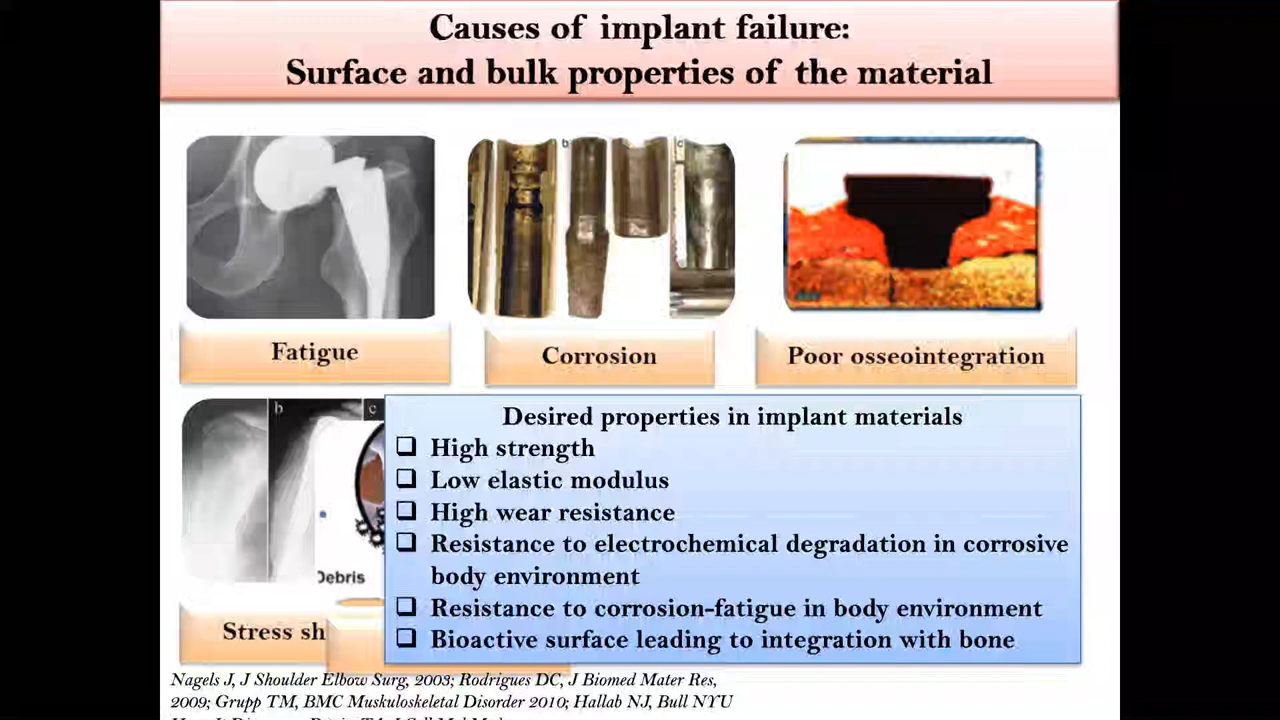 Causes of implant failure:
Surface and bulk properties of the material
b
c
Fatigue
Corrosion
Poor osseointegration
b
c
Debris
Stress sh
Desired properties in implant materials
❑ High strength
❑ Low elastic modulus
❑ High wear resistance
❑ Resistance to electrochemical degradation in corrosive
body environment
❑ Resistance to corrosion-fatigue in body environment
❑ Bioactive surface leading to integration with bone
Nagels J, J Shoulder Elbow Surg, 2003; Rodrigues DC, J Biomed Mater Res,
2009; Grupp TM, BMC Muskuloskeletal Disorder 2010; Hallab NJ, Bull NYU